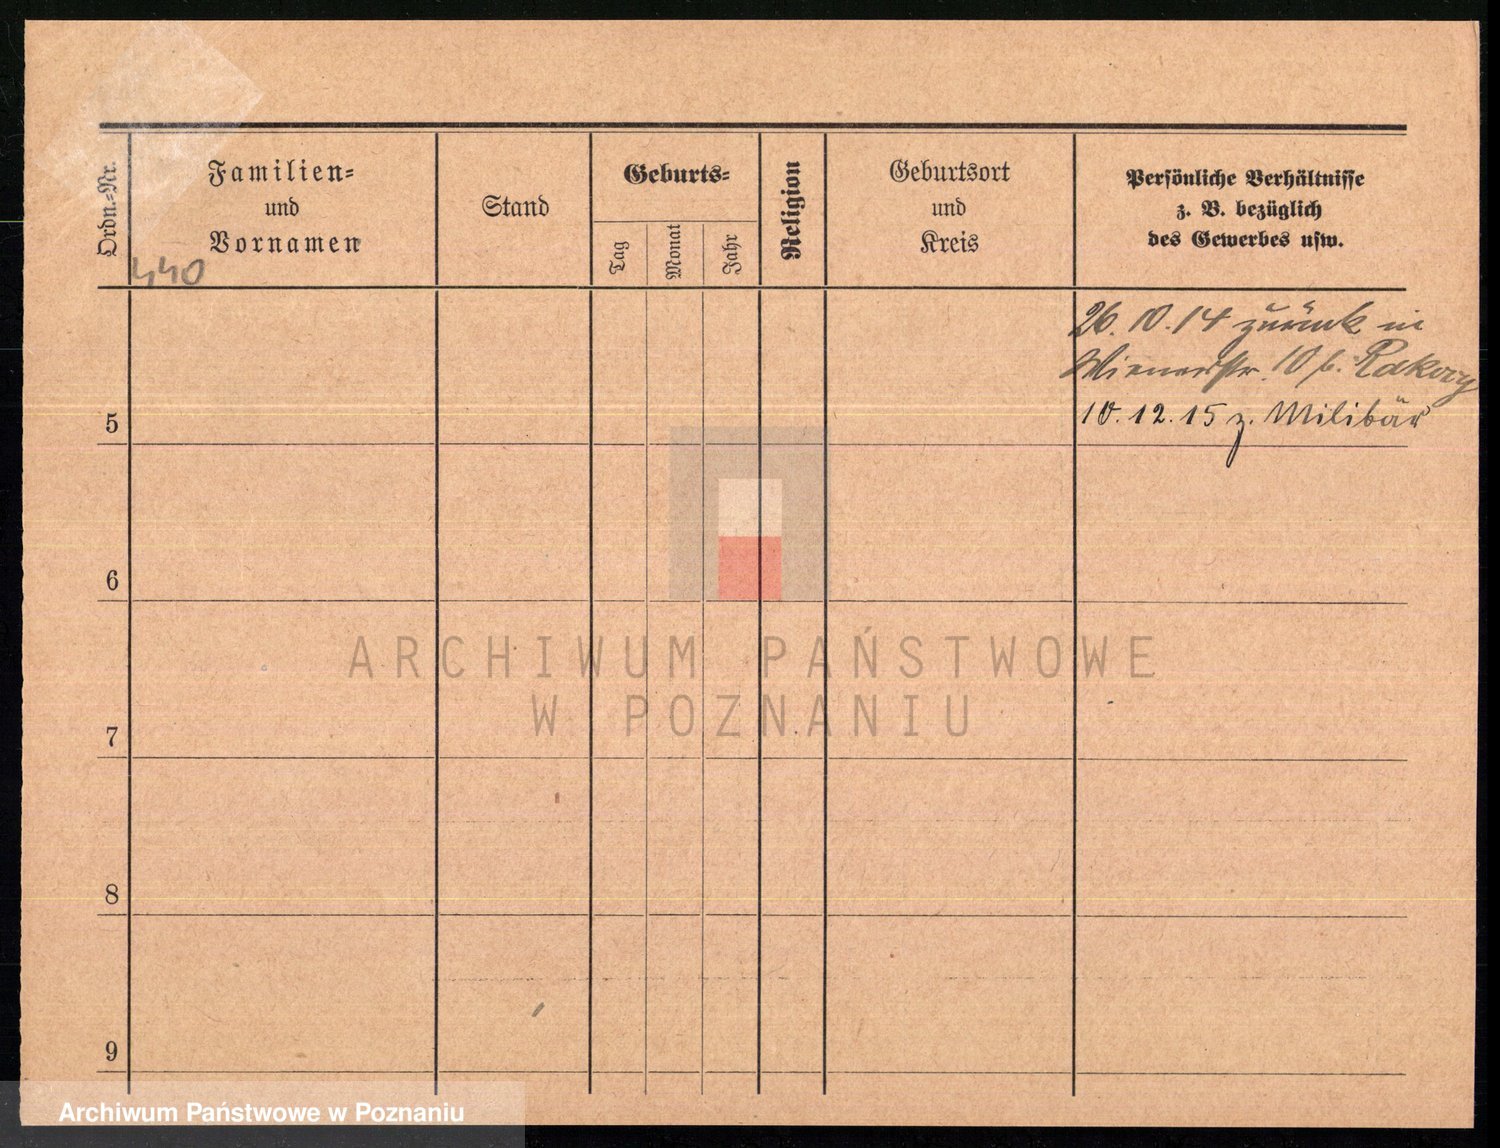 Ordn.-Nr.
Familien-
und
Vornamen
Stand
Geburts-
Tag
Monat
Jahr
Religion
Geburtsort
und
Kreis
Persönliche Verhältnisse
z. B. bezüglich
des Gewerbes usw.
440
26.10.14 zurück in
Wienerstr. 10 b.
10.12.15 z. Militär
5
6
7
8
9
ARCHIWUM PAŃSTWOWE
W POZNANIU
Archiwum Państwowe w Poznaniu